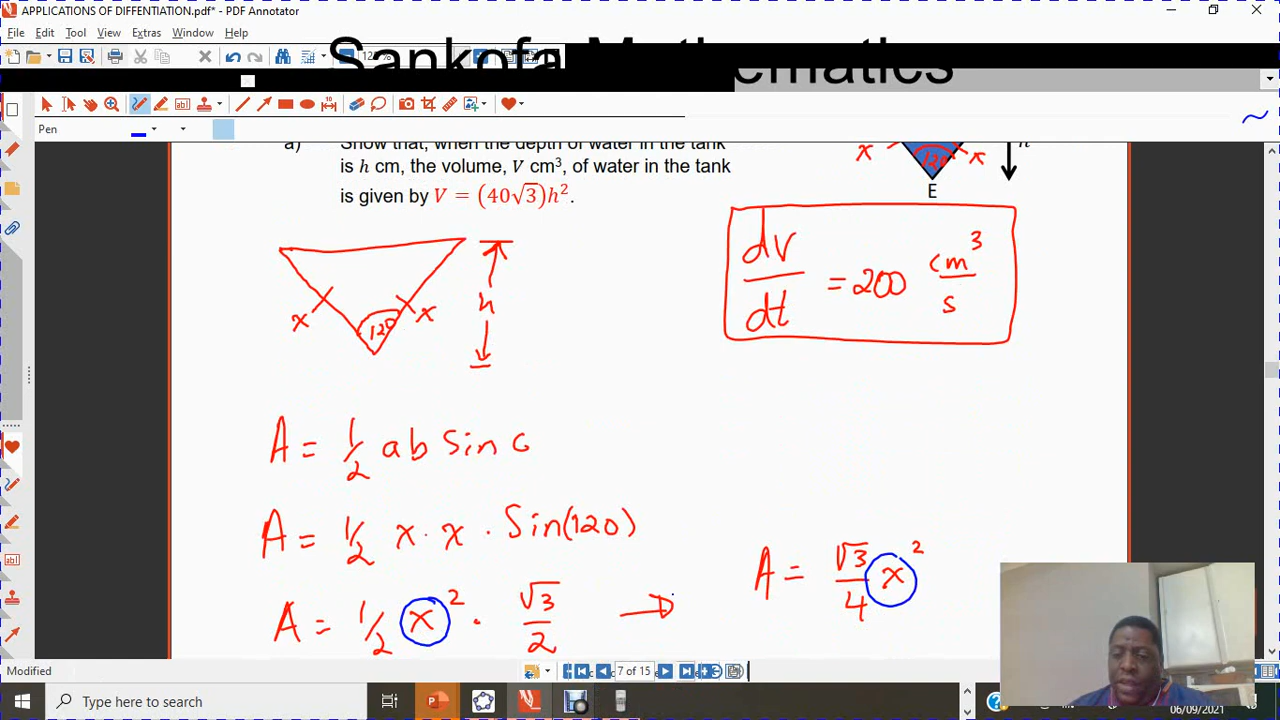 APPLICATIONS OF DIFFENTIATION.pdf* - PDF Annotator
File Edit Tool View Extras Window Help
Sankofa Mathematics
Pen
a) Show that, when the depth of water in the tank
is h cm, the volume, V cm³, of water in the tank
is given by V = (40√3)h².
x 120 x
h
E
dv/dt = 200 cm³/s
x 120 x
h
A = 1/2 ab Sin c
A = 1/2 x · x · Sin(120)
A = √3/4 x²
A = 1/2 x² · √3/2 →
Modified
7 of 15
Type here to search
06/09/2021